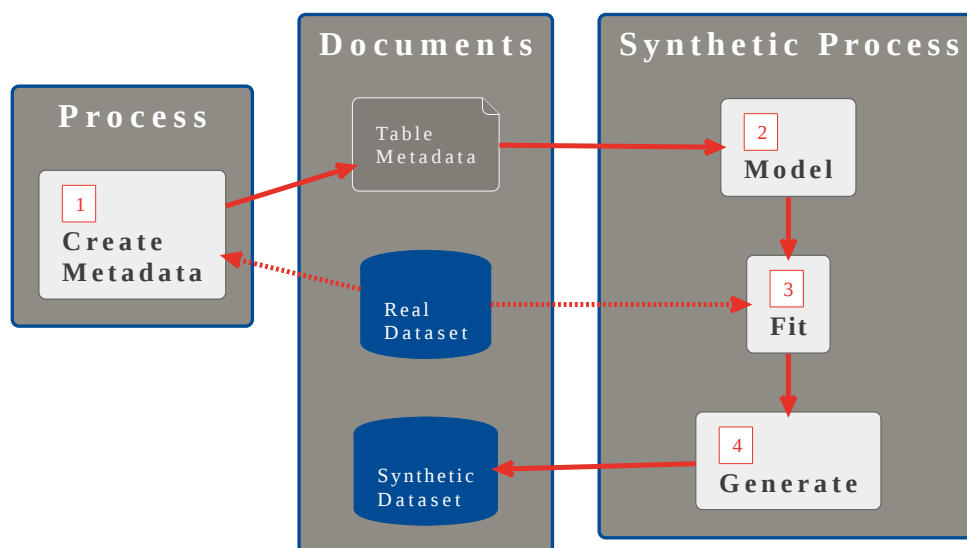 Process
1
Create
Metadata
Documents
Table
Metadata
Real
Dataset
Synthetic
Dataset
Synthetic Process
2
Model
3
Fit
4
Generate